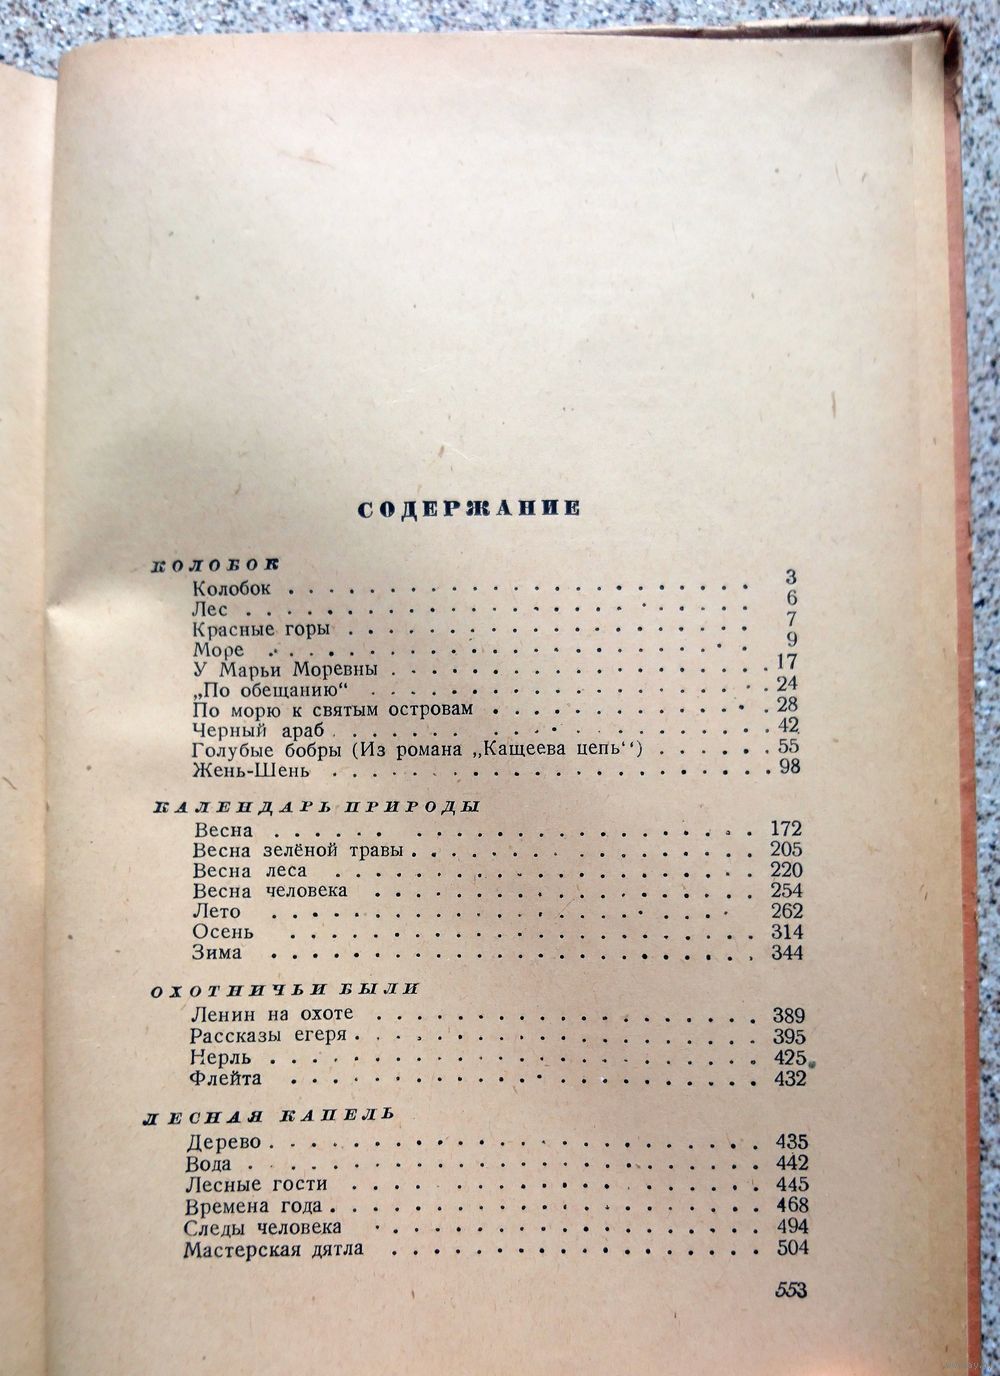 СОДЕРЖАНИЕ
КОЛОБОК
Колобок . . . . . . . . . . . . . . . . . . . . . . 3
Лес . . . . . . . . . . . . . . . . . . . . . . 6
Красные горы . . . . . . . . . . . . . . . . . . . . 7
Море . . . . . . . . . . . . . . . . . . . . . . 9
У Марьи Моревны . . . . . . . . . . . . . . . . . . 17
„По обещанию“ . . . . . . . . . . . . . . . . . . 24
По морю к святым островам . . . . . . . . . . . . . . 28
Черный араб . . . . . . . . . . . . . . . . . . . . 42
Голубые бобры (Из романа „Кащеева цепь“) . . . . . . 55
Жень-Шень . . . . . . . . . . . . . . . . . . . . 98
КАЛЕНДАРЬ ПРИРОДЫ
Весна . . . . . . . . . . . . . . . . . . . . . . 172
Весна зелёной травы . . . . . . . . . . . . . . . . . 205
Весна леса . . . . . . . . . . . . . . . . . . . . 220
Весна человека . . . . . . . . . . . . . . . . . . 254
Лето . . . . . . . . . . . . . . . . . . . . . . 262
Осень . . . . . . . . . . . . . . . . . . . . . . 314
Зима . . . . . . . . . . . . . . . . . . . . . . 344
ОХОТНИЧЬИ БЫЛИ
Ленин на охоте . . . . . . . . . . . . . . . . . . 389
Рассказы егеря . . . . . . . . . . . . . . . . . . . 395
Нерль . . . . . . . . . . . . . . . . . . . . . . 425
Флейта . . . . . . . . . . . . . . . . . . . . . . 432
ЛЕСНАЯ КАПЕЛЬ
Дерево . . . . . . . . . . . . . . . . . . . . . . 435
Вода . . . . . . . . . . . . . . . . . . . . . . 442
Лесные гости . . . . . . . . . . . . . . . . . . . 445
Времена года . . . . . . . . . . . . . . . . . . . . 468
Следы человека . . . . . . . . . . . . . . . . . . 494
Мастерская дятла . . . . . . . . . . . . . . . . . . 504
553